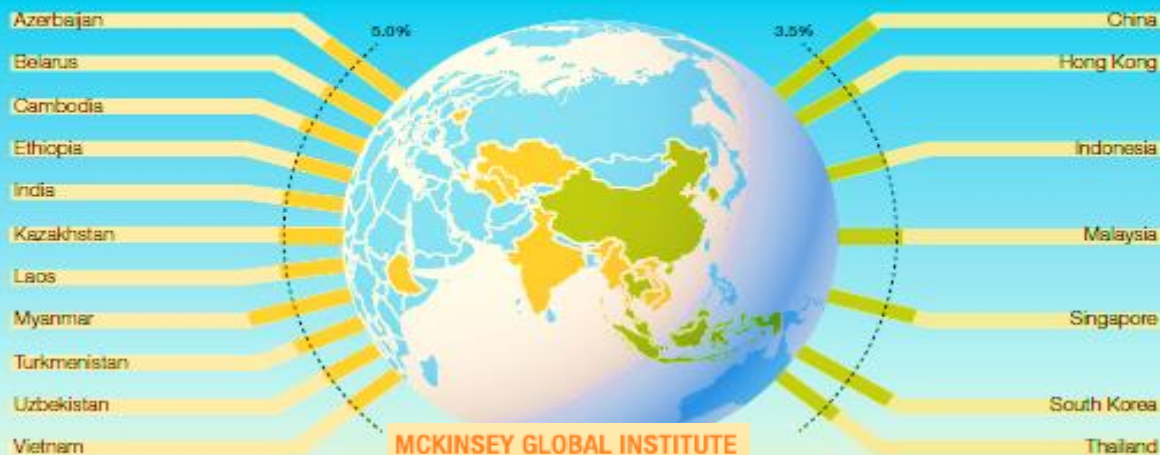 Azerbaijan
Belarus
Cambodia
Ethiopia
India
Kazakhstan
Laos
Myanmar
Turkmenistan
Uzbekistan
Vietnam
5.0%
3.5%
China
Hong Kong
Indonesia
Malaysia
Singapore
South Korea
Thailand
MCKINSEY GLOBAL INSTITUTE